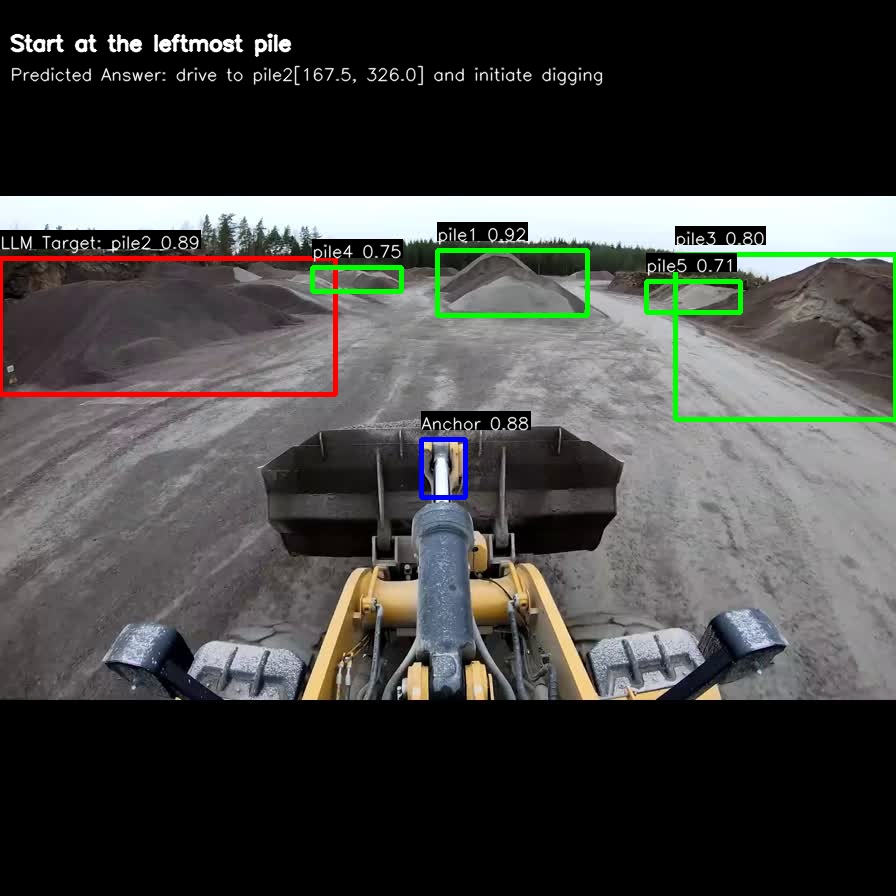 Start at the leftmost pile
Predicted Answer: drive to pile2[167.5, 326.0] and initiate digging
LLM Target: pile2 0.89
pile4 0.75
pile1 0.92
pile3 0.80
pile5 0.71
Anchor 0.88